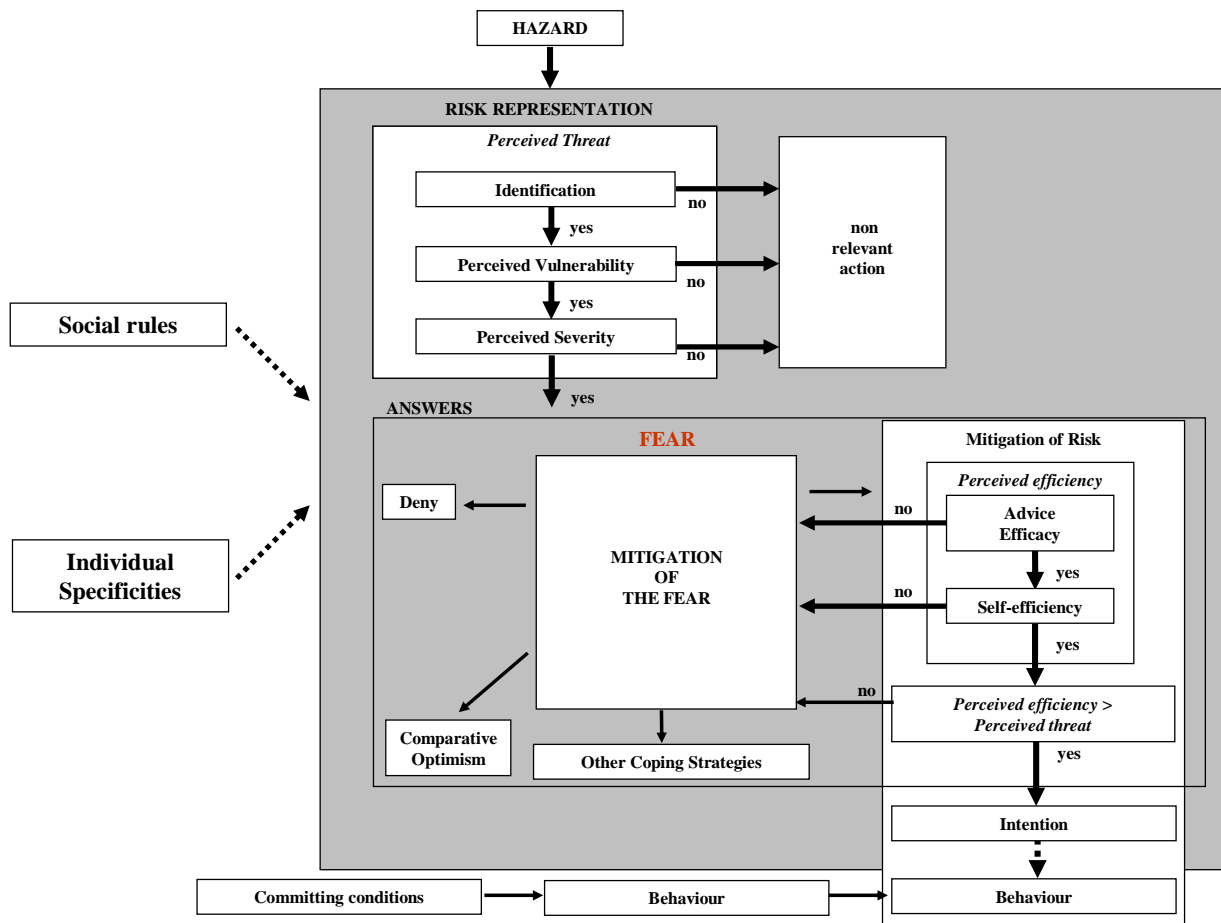 HAZARD
RISK REPRESENTATION
Perceived Threat
Identification
no
yes
non
relevant
action
Perceived Vulnerability
no
yes
Social rules
Perceived Severity
no
yes
ANSWERS
FEAR
Mitigation of Risk
Perceived efficiency
Deny
no
Advice
Efficacy
MITIGATION
OF
THE FEAR
yes
Individual
Specificities
no
Self-efficiency
yes
no
Perceived efficiency >
Perceived threat
Comparative
Optimism
Other Coping Strategies
yes
Intention
Committing conditions
Behaviour
Behaviour